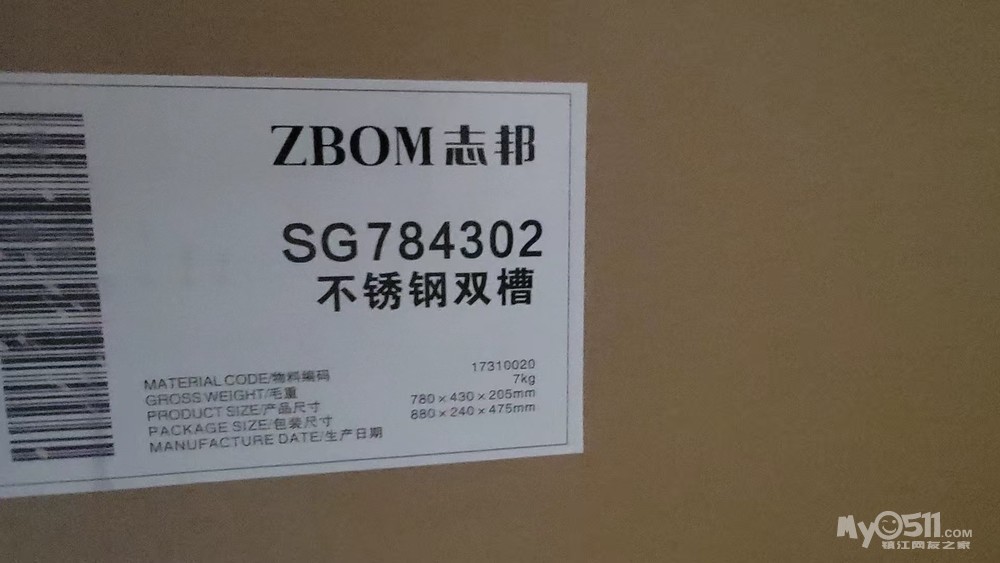 ZBOM志邦
SG784302
不锈钢双槽
MATERIAL CODE/物料编码 17310020
GROSS WEIGHT/毛重 7kg
PRODUCT SIZE/产品尺寸 780×430×205mm
PACKAGE SIZE/包装尺寸 880×240×475mm
MANUFACTURE DATE/生产日期
My0511.COM
镇江网友之家